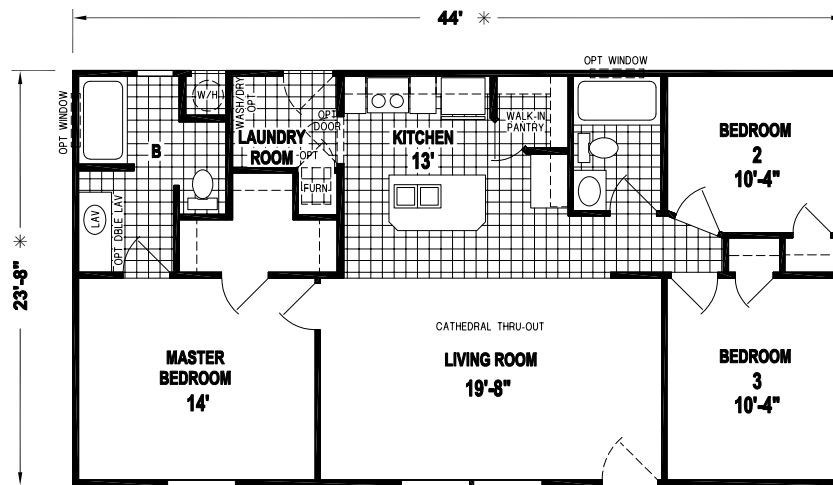 44' ✳
OPT WINDOW
W/H
WASH/DRY
OPT
OPT
DOOR
LAUNDRY
ROOM
OPT
FURN
KITCHEN
13'
WALK-IN
PANTRY
BEDROOM
2
10'-4"
OPT WINDOW
B
LAV
OPT DBLE LAV
23'-8" ✳
MASTER
BEDROOM
14'
CATHEDRAL THRU-OUT
LIVING ROOM
19'-8"
BEDROOM
3
10'-4"